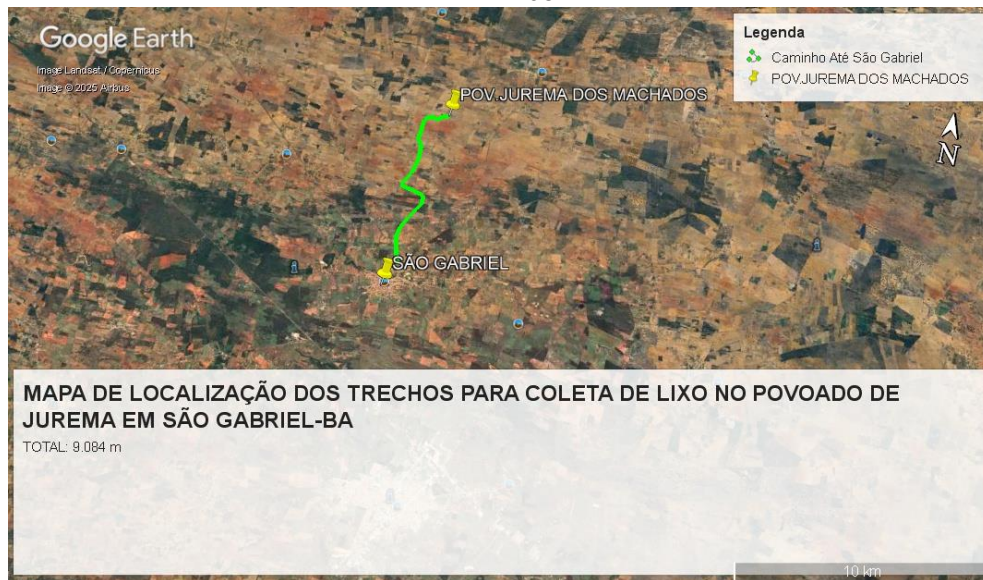 Google Earth
Image Landsat / Copernicus
Image © 2025 Airbus
Legenda
Caminho Até São Gabriel
POV.JUREMA DOS MACHADOS
POV.JUREMA DOS MACHADOS
N
SÃO GABRIEL
MAPA DE LOCALIZAÇÃO DOS TRECHOS PARA COLETA DE LIXO NO POVOADO DE
JUREMA EM SÃO GABRIEL-BA
TOTAL: 9.084 m
10 km